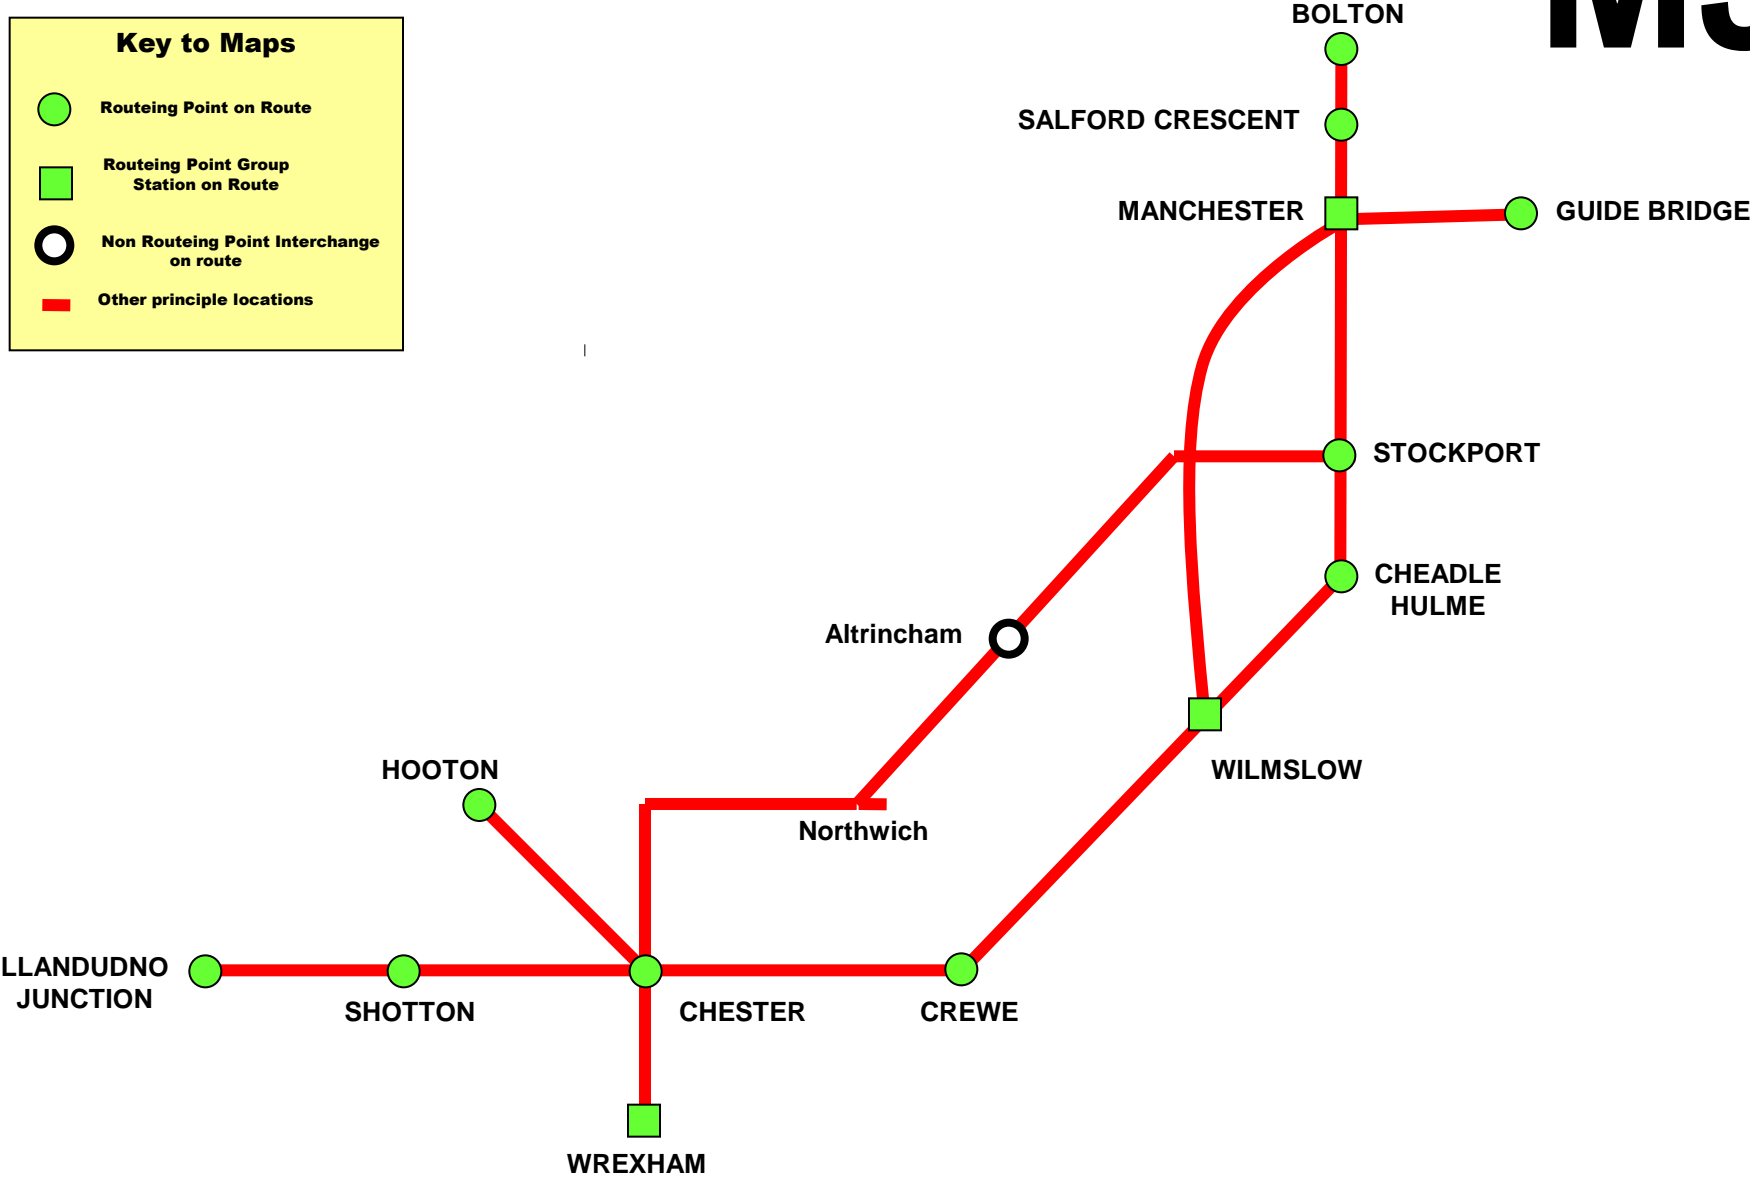 Key to Maps
Routeing Point on Route
Routeing Point Group
Station on Route
Non Routeing Point Interchange
on route
Other principle locations
BOLTON
SALFORD CRESCENT
MANCHESTER
GUIDE BRIDGE
STOCKPORT
CHEADLE
HULME
Altrincham
WILMSLOW
HOOTON
Northwich
LLANDUDNO
JUNCTION
SHOTTON
CHESTER
CREWE
WREXHAM